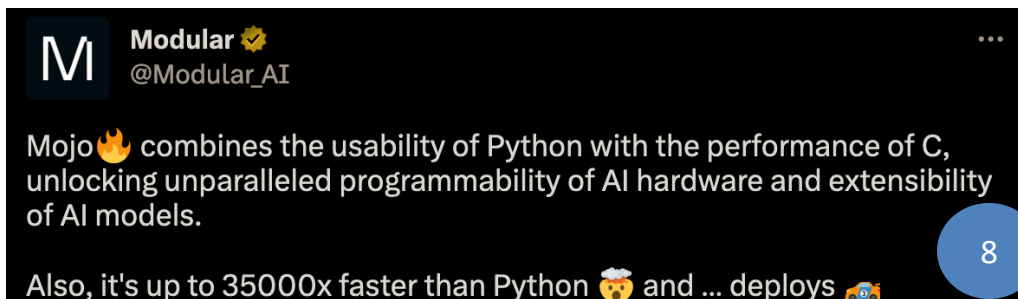 M
Modular
@Modular_AI
Mojo🔥 combines the usability of Python with the performance of C,
unlocking unparalleled programmability of AI hardware and extensibility
of AI models.
Also, it's up to 35000x faster than Python 🤯 and ... deploys 🏎️
8